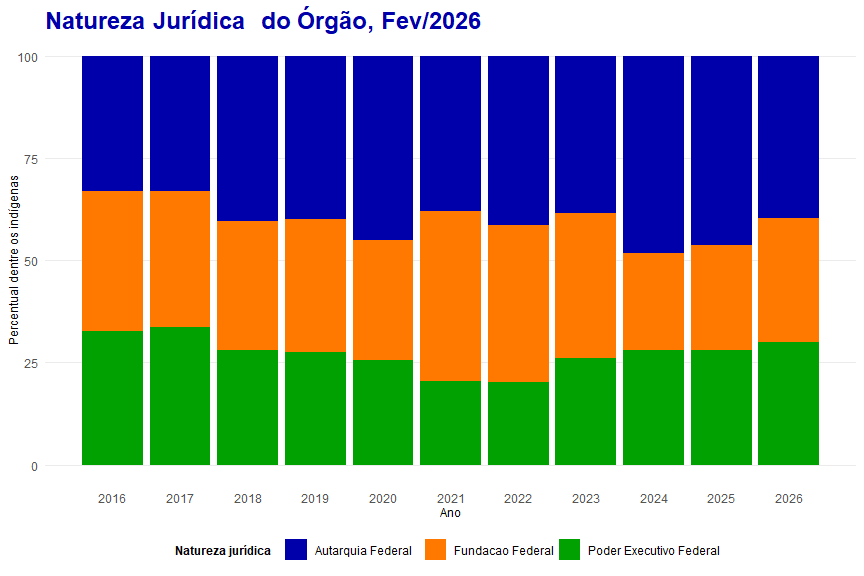 Natureza Jurídica  do Órgão, Fev/2026
100
75
50
25
0
Percentual dentre os indígenas
2016 2017 2018 2019 2020 2021 2022 2023 2024 2025 2026
Ano
Natureza jurídica Autarquia Federal Fundacao Federal Poder Executivo Federal